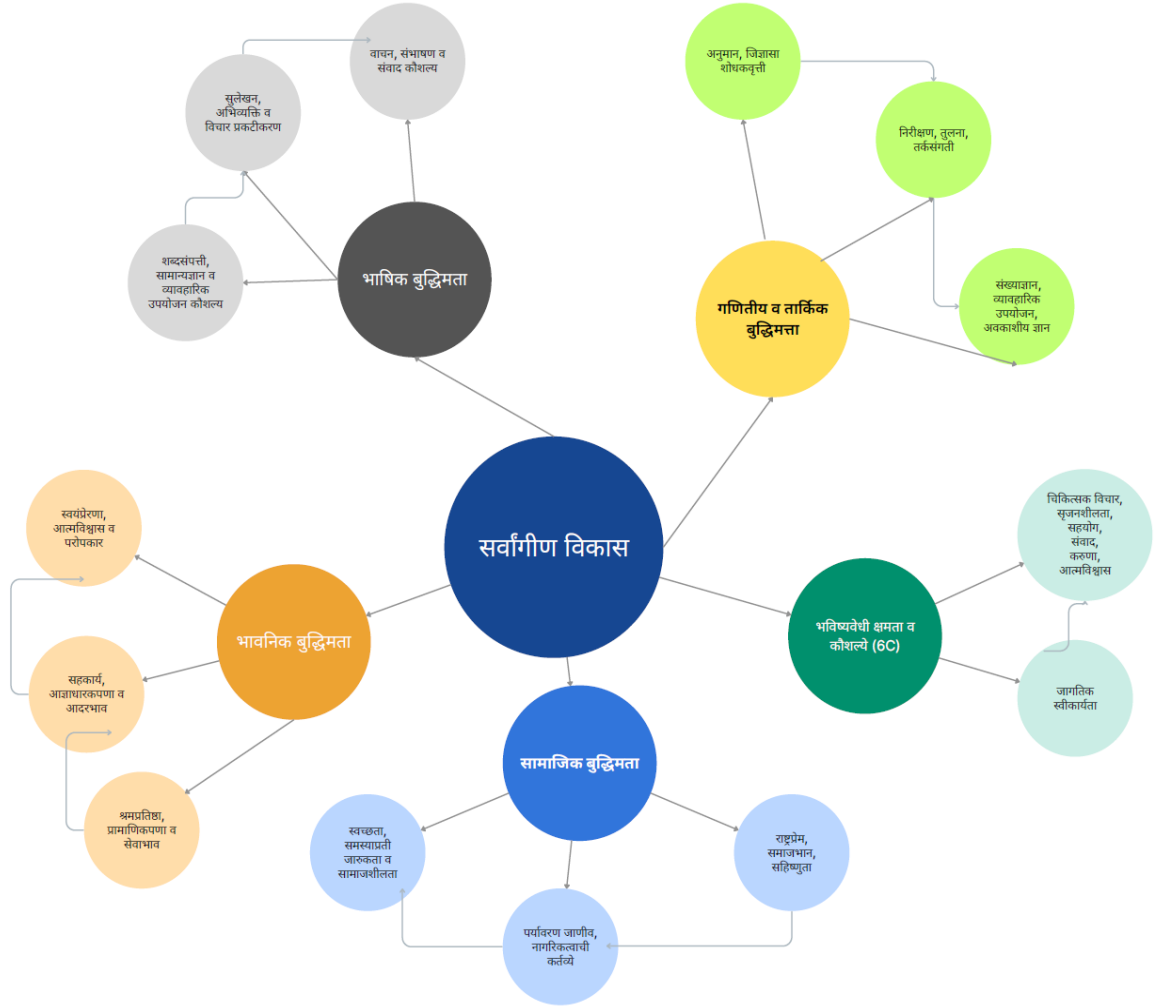 वाचन, संभाषण व
संवाद कौशल्य
सुलेखन,
अभिव्यक्ति व
विचार प्रकटीकरण
शब्दसंपत्ती,
सामान्यज्ञान व
व्यावहारिक
उपयोजन कौशल्य
भाषिक बुद्धिमता
अनुमान, जिज्ञासा
शोधकवृत्ती
निरीक्षण, तुलना,
तर्कसंगती
संख्याज्ञान,
व्यावहारिक
उपयोजन,
अवकाशीय ज्ञान
गणितीय व तार्किक
बुद्धिमत्ता
सर्वांगीण विकास
स्वयंप्रेरणा,
आत्मविश्वास व
परोपकार
सहकार्य,
आज्ञाधारकपणा व
आदरभाव
श्रमप्रतिष्ठा,
प्रामाणिकपणा व
सेवाभाव
भावनिक बुद्धिमता
चिकित्सक विचार,
सृजनशीलता,
सहयोग,
संवाद,
करुणा,
आत्मविश्वास
भविष्यवेधी क्षमता व
कौशल्ये (6C)
जागतिक
स्वीकार्यता
सामाजिक बुद्धिमता
स्वच्छता,
समस्याप्रती
जारुकता व
सामाजशीलता
पर्यावरण जाणीव,
नागरिकत्वाची
कर्तव्ये
राष्ट्रप्रेम,
समाजभान,
सहिष्णुता